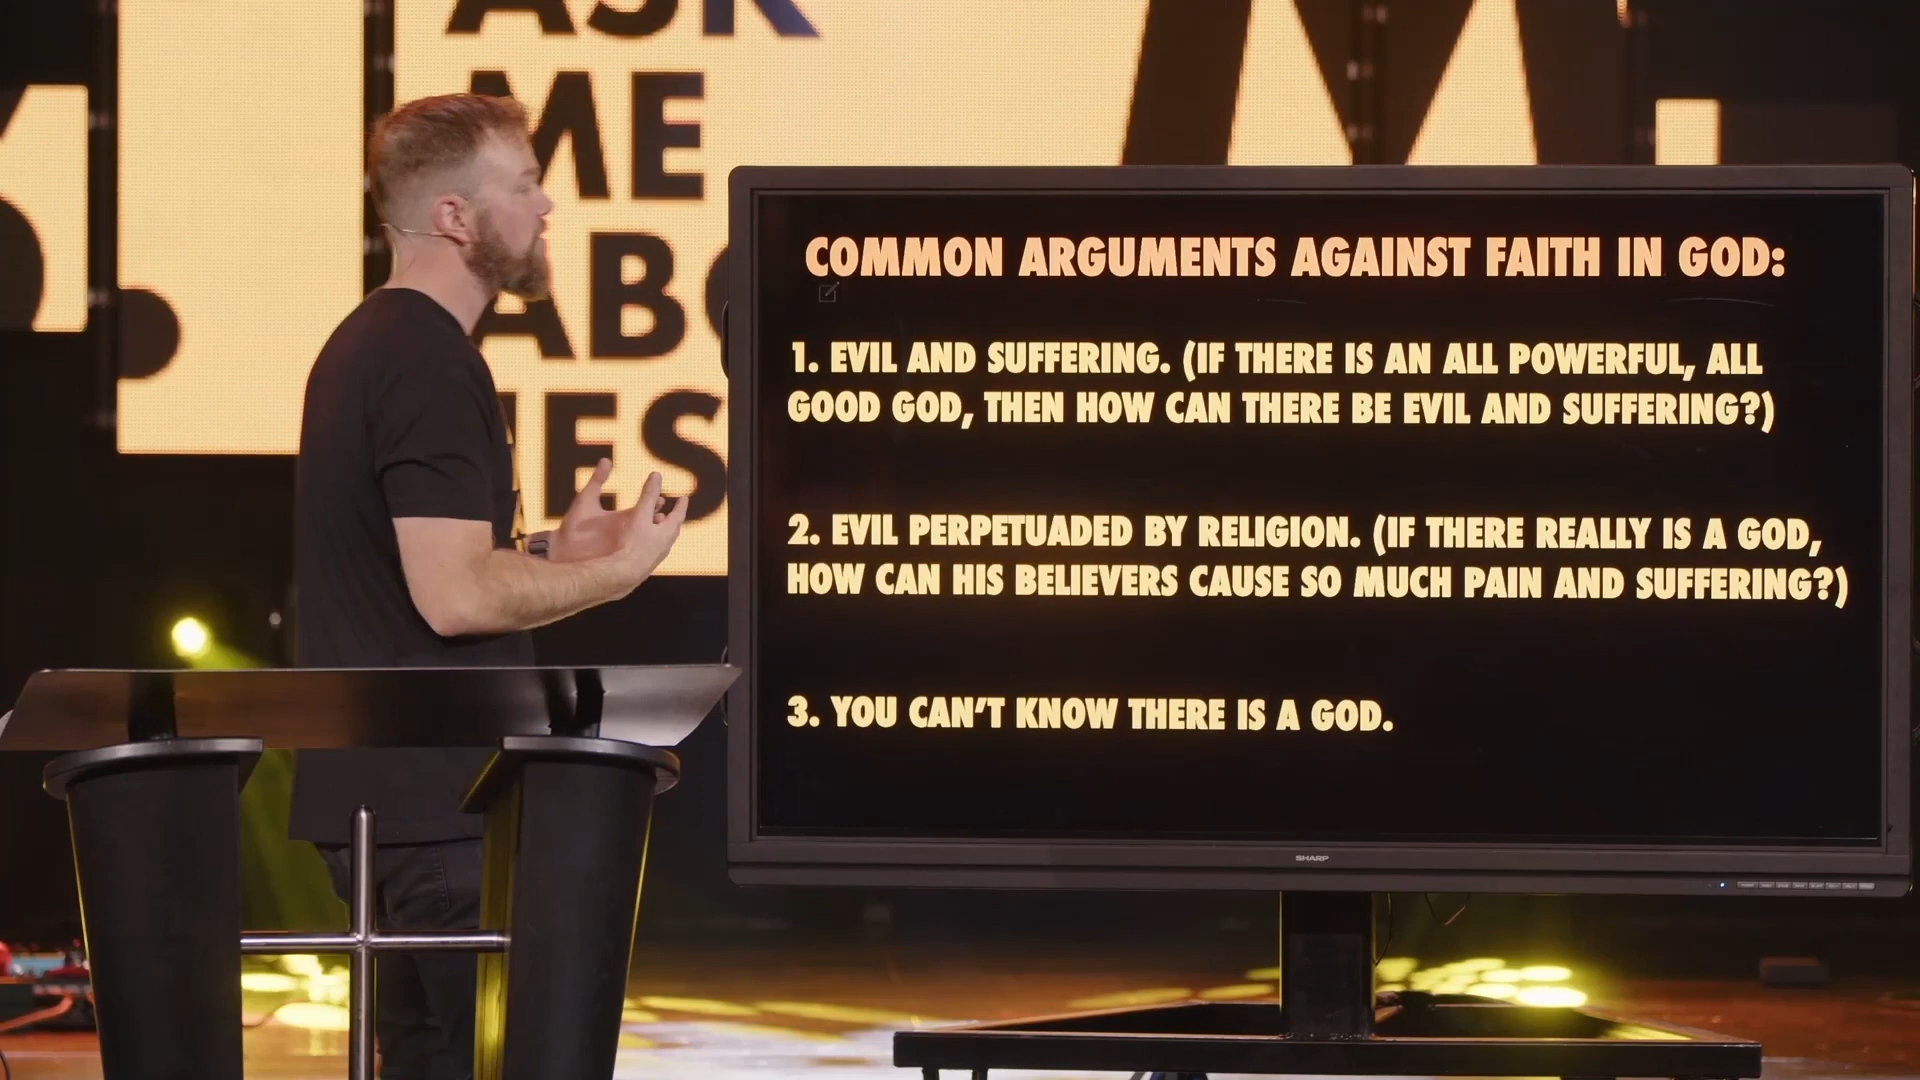 ASK
ME
COMMON ARGUMENTS AGAINST FAITH IN GOD:
1. EVIL AND SUFFERING. (IF THERE IS AN ALL POWERFUL, ALL
GOOD GOD, THEN HOW CAN THERE BE EVIL AND SUFFERING?)
2. EVIL PERPETUADED BY RELIGION. (IF THERE REALLY IS A GOD,
HOW CAN HIS BELIEVERS CAUSE SO MUCH PAIN AND SUFFERING?)
3. YOU CAN'T KNOW THERE IS A GOD.
SHARP